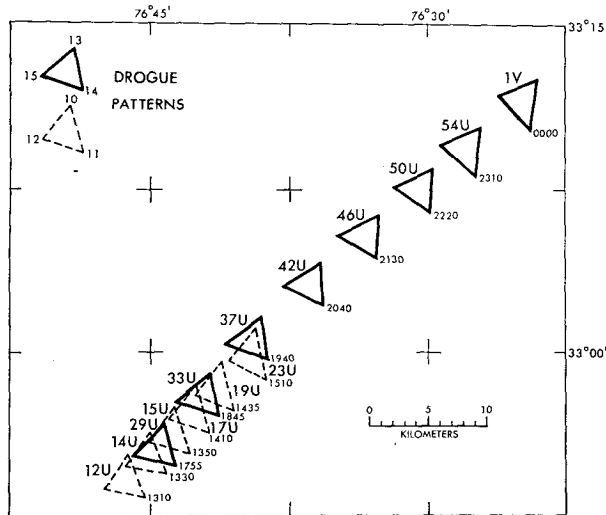 76°45' 76°30'
33°15'
13
15 14
DROGUE
PATTERNS
10
12 11
1V
0000
54U
2310
50U
2220
46U
2130
42U
2040
37U
1940
33°00'
23U
1510
33U
19U
1435
1845
15U
17U
1410
29U
1350
14U
1755
1330
12U
1310
0 5 10
KILOMETERS